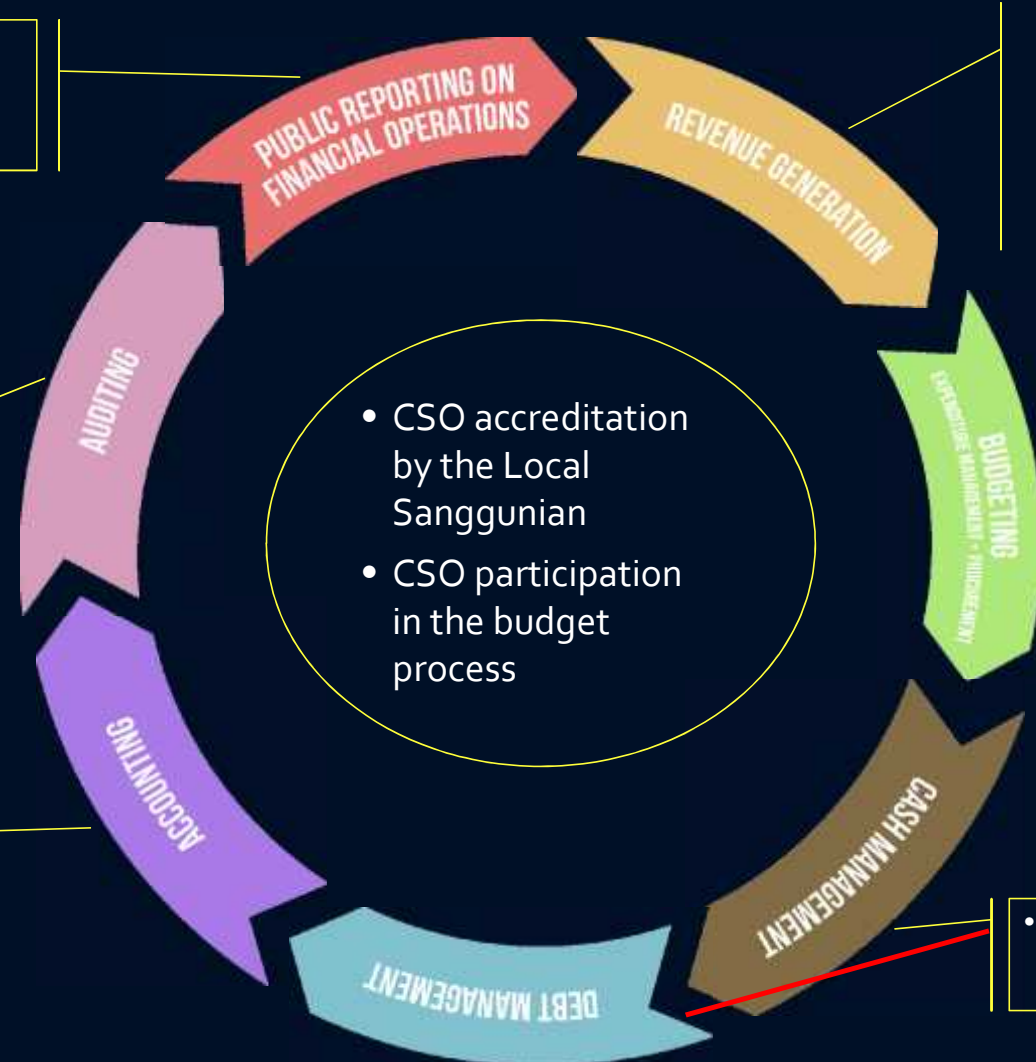 PUBLIC REPORTING ON
FINANCIAL OPERATIONS
REVENUE GENERATION
BUDGETING
EXPENDITURE MANAGEMENT + PROCUREMENT
CASH MANAGEMENT
DEBT MANAGEMENT
ACCOUNTING
AUDITING
• CSO accreditation
by the Local
Sanggunian
• CSO participation
in the budget
process
•